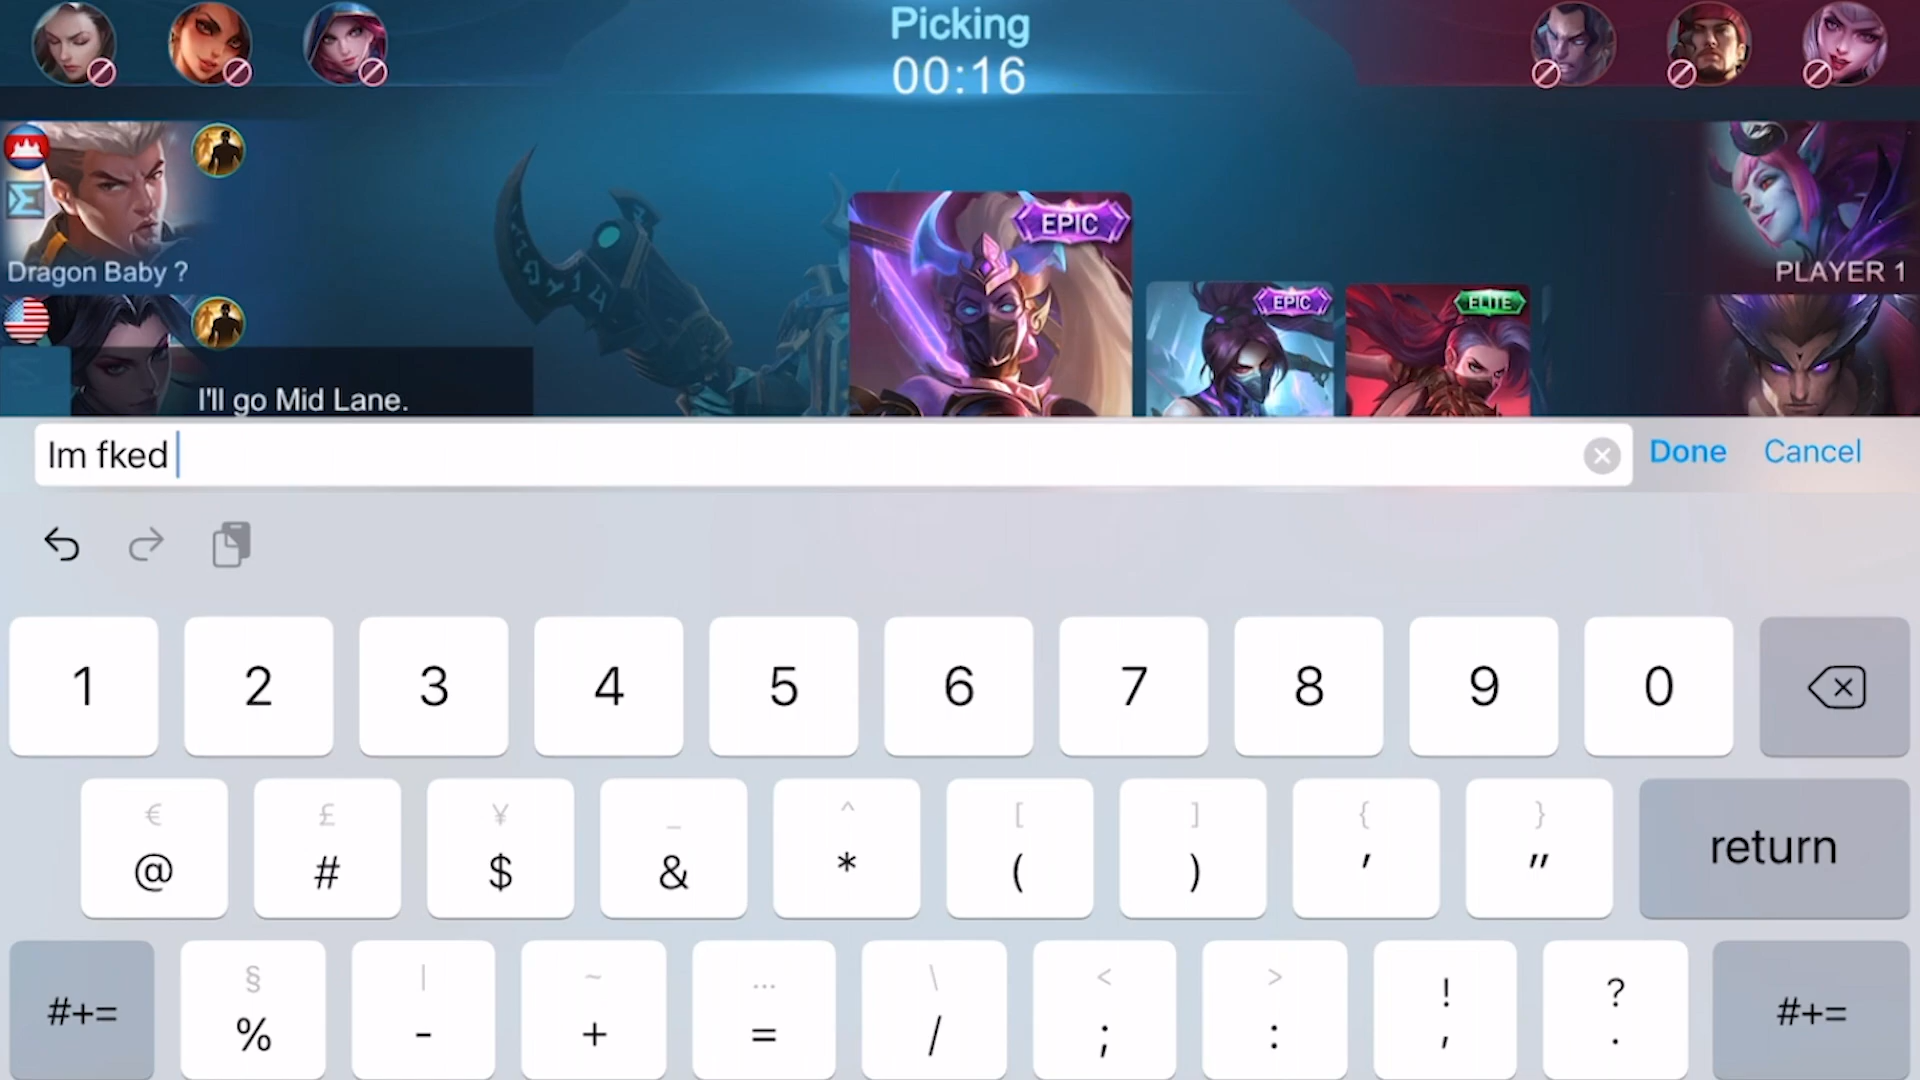 Picking
00:16
Dragon Baby ?
PLAYER 1
EPIC
EPIC
ELITE
I'll go Mid Lane.
Im fked
Done
Cancel
1 2 3 4 5 6 7 8 9 0
€ £ ¥ _ ^ [ ] { }
@ # $ & * ( ) ' "
return
§ | ~ ... \ < > ! ?
#+= % - + = / ; : , . #+=